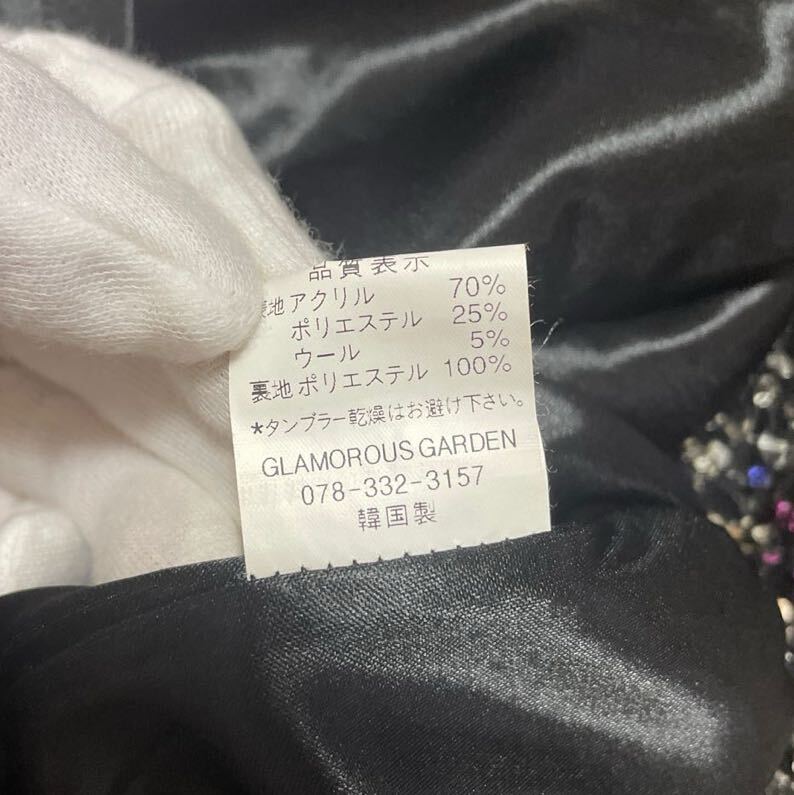 品質表示
表地アクリル 70%
ポリエステル 25%
ウール 5%
裏地ポリエステル 100%
*タンブラー乾燥はお避け下さい。
GLAMOROUS GARDEN
078-332-3157
韓国製